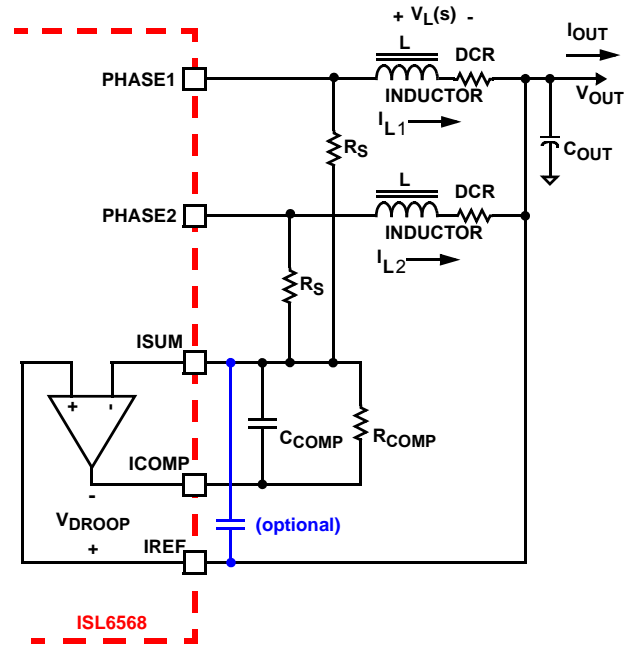 + VL(s) -
IOUT
L
DCR
PHASE1
INDUCTOR
VOUT
IL1
COUT
RS
L
DCR
PHASE2
INDUCTOR
IL2
RS
ISUM
+ -
CCOMP
RCOMP
ICOMP
-
VDROOP
(optional)
+
IREF
ISL6568